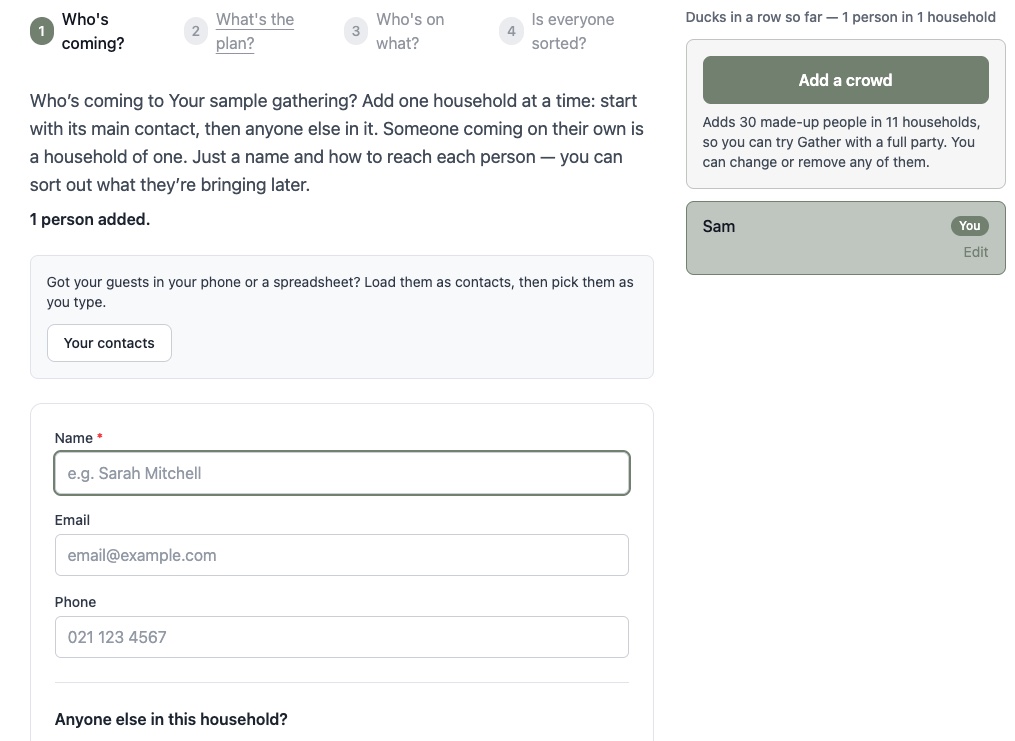 1
Who's
coming?
2
What's the
plan?
3
Who's on
what?
4
Is everyone
sorted?
Who’s coming to Your sample gathering? Add one household at a time: start
with its main contact, then anyone else in it. Someone coming on their own is
a household of one. Just a name and how to reach each person — you can
sort out what they’re bringing later.
1 person added.
Got your guests in your phone or a spreadsheet? Load them as contacts, then pick them as
you type.
Your contacts
Name *
e.g. Sarah Mitchell
Email
email@example.com
Phone
021 123 4567
Anyone else in this household?
Ducks in a row so far — 1 person in 1 household
Add a crowd
Adds 30 made-up people in 11 households,
so you can try Gather with a full party. You
can change or remove any of them.
Sam
You
Edit